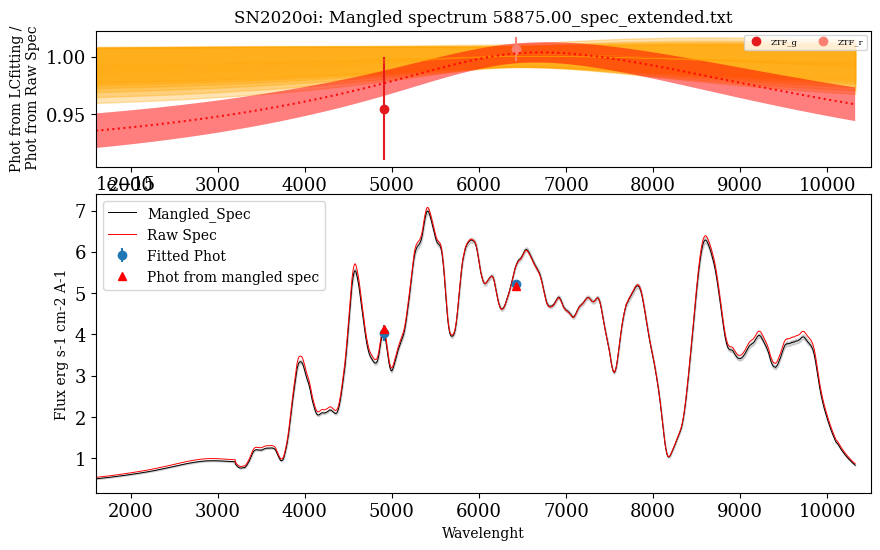 SN2020oi: Mangled spectrum 58875.00_spec_extended.txt
Phot from LCfitting /
Phot from Raw Spec
1.00
0.95
ZTF_g
ZTF_r
2000 3000 4000 5000 6000 7000 8000 9000 10000
1e−15
Flux erg s-1 cm-2 A-1
7
6
5
4
3
2
1
Mangled_Spec
Raw Spec
Fitted Phot
Phot from mangled spec
2000 3000 4000 5000 6000 7000 8000 9000 10000
Wavelenght